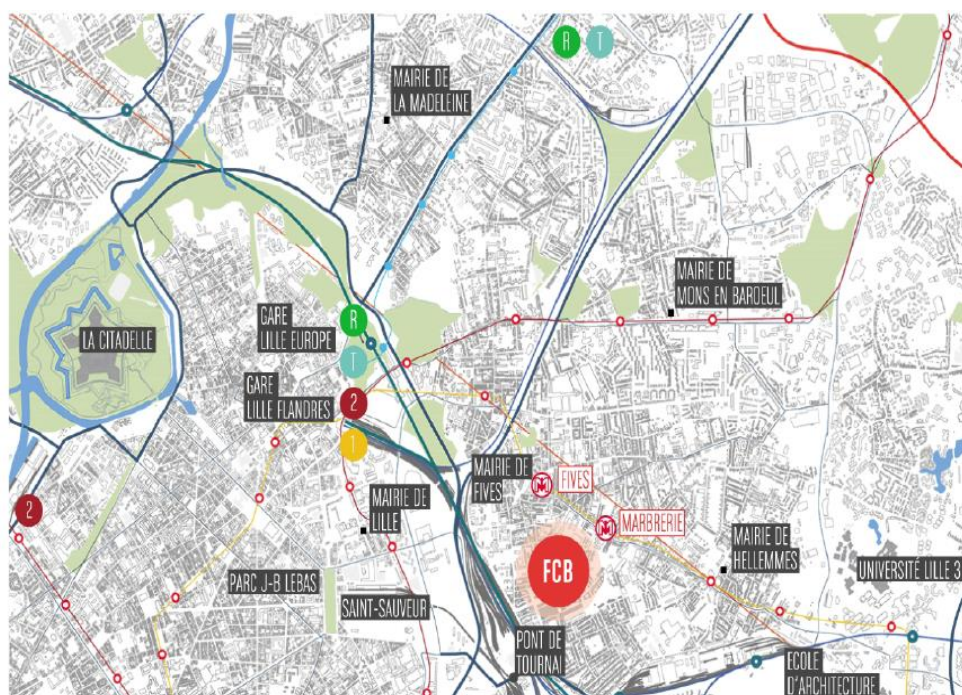 R
T
MAIRIE DE
LA MADELEINE
MAIRIE DE
MONS EN BAROEUL
LA CITADELLE
GARE
LILLE EUROPE
R
T
GARE
LILLE FLANDRES
2
1
MAIRIE DE
FIVES
FIVES
MARBRERIE
2
MAIRIE DE
LILLE
FCB
MAIRIE DE
HELLEMMES
UNIVERSITÉ LILLE 3
PARC J-B LEBAS
SAINT-SAUVEUR
PONT DE
TOURNAI
ECOLE
D'ARCHITECTURE